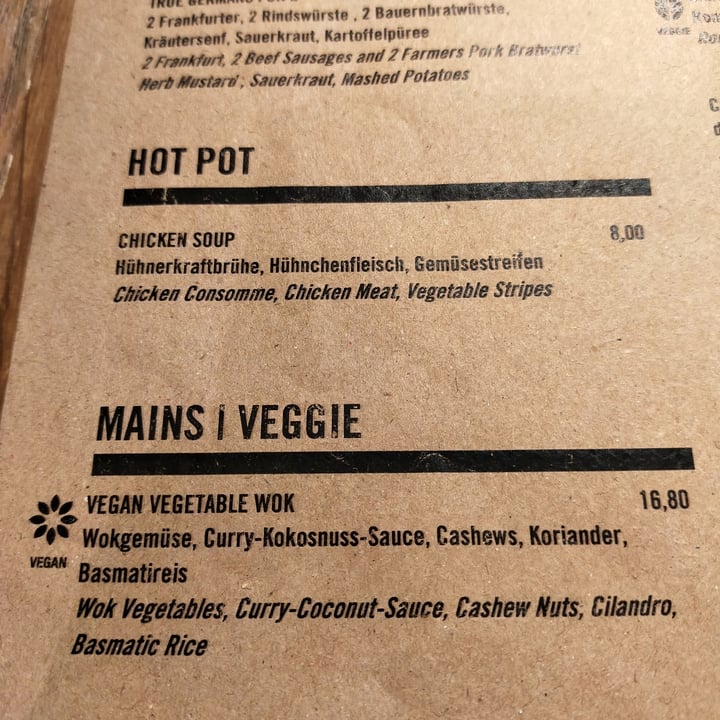 2 Frankfurter, 2 Rindswürste , 2 Bauernbratwürste,
Kräutersenf, Sauerkraut, Kartoffelpüree
2 Frankfurt, 2 Beef Sausages and 2 Farmers Pork Bratwurst
Herb Mustard , Sauerkraut, Mashed Potatoes
VEGGIE
HOT POT
CHICKEN SOUP 8,00
Hühnerkraftbrühe, Hühnchenfleisch, Gemüsestreifen
Chicken Consomme, Chicken Meat, Vegetable Stripes
MAINS | VEGGIE
VEGAN VEGETABLE WOK 16,80
Wokgemüse, Curry-Kokosnuss-Sauce, Cashews, Koriander,
VEGAN
Basmatireis
Wok Vegetables, Curry-Coconut-Sauce, Cashew Nuts, Cilandro,
Basmatic Rice